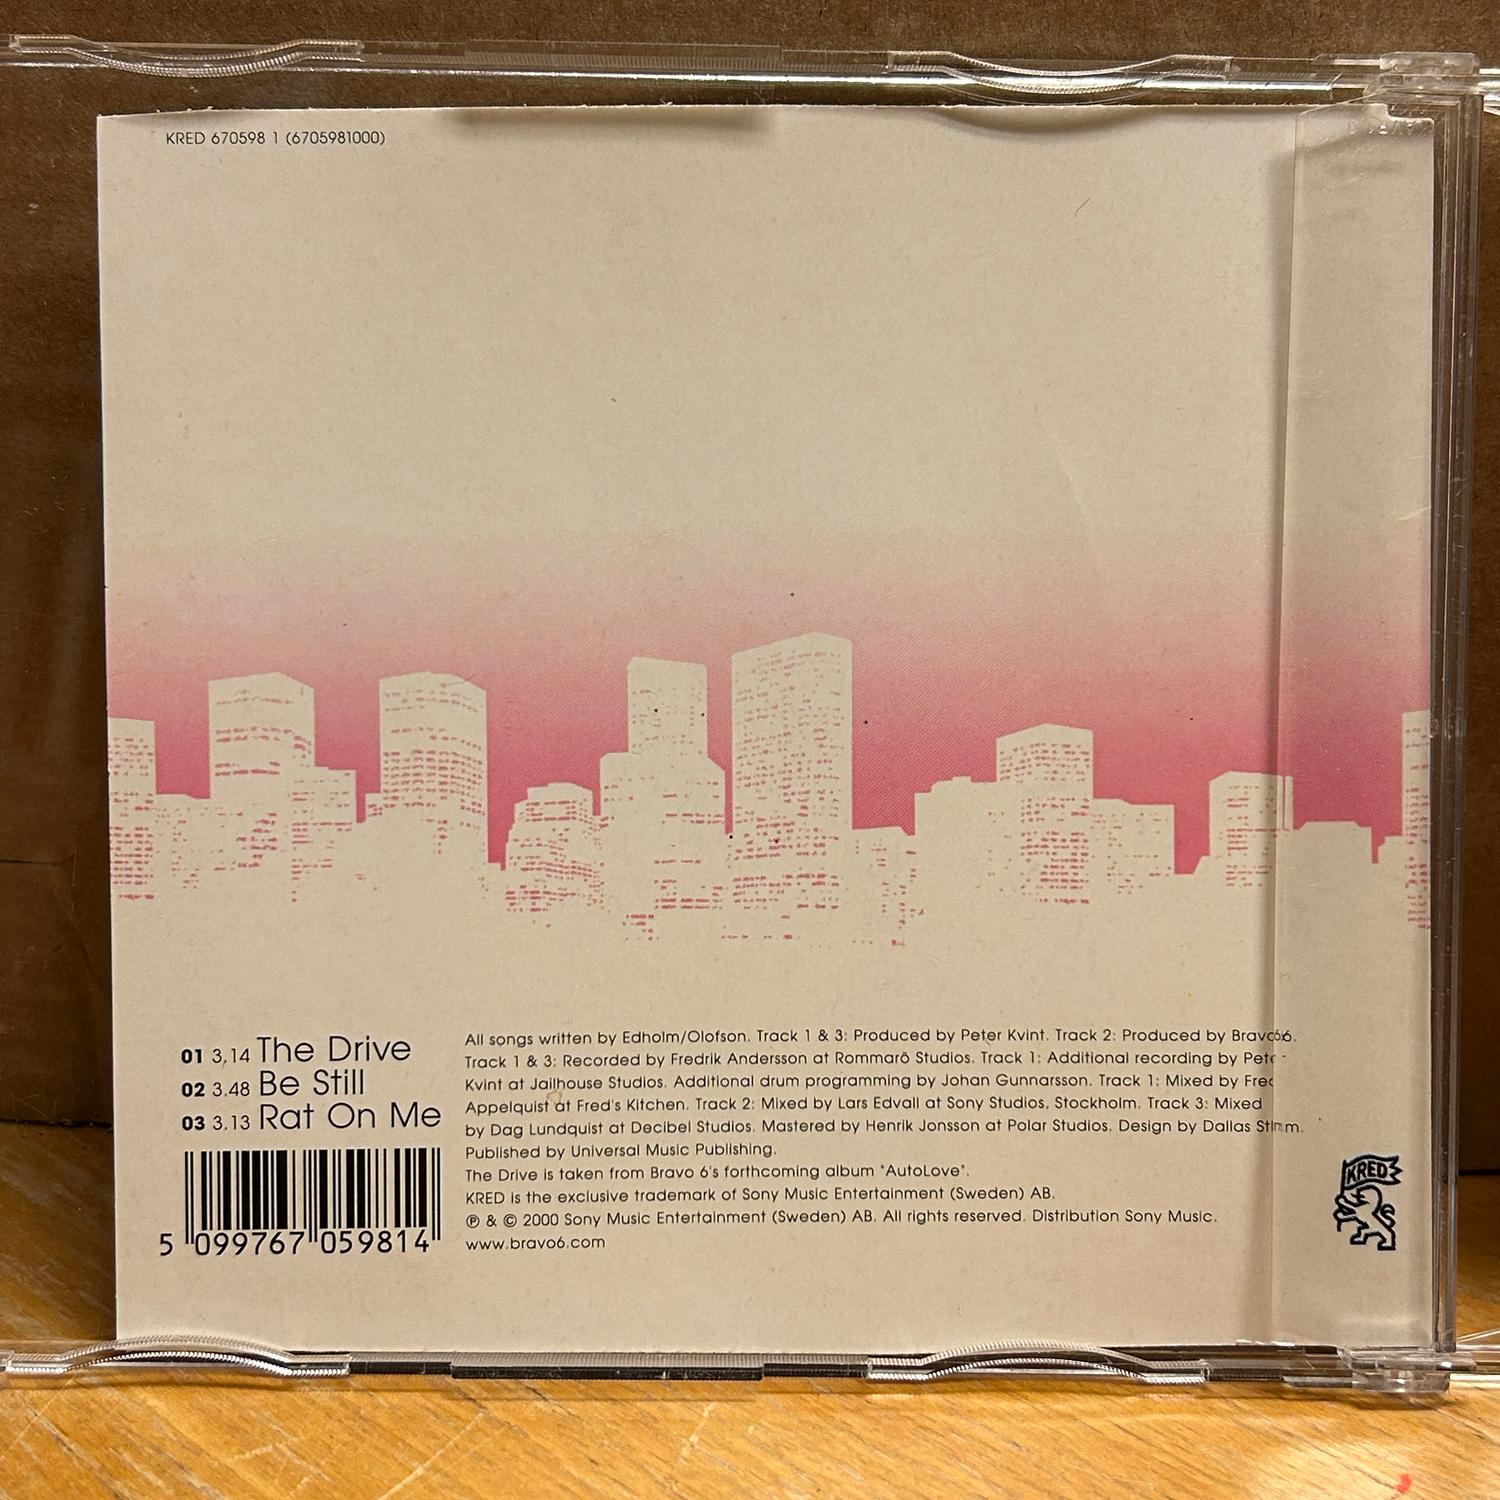 KRED 670598 1 (6705981000)
01 3,14 The Drive
02 3,48 Be Still
03 3,13 Rat On Me
5 099767 059814
All songs written by Edholm/Olofson. Track 1 & 3: Produced by Peter Kvint. Track 2: Produced by Bravo6.
Track 1 & 3: Recorded by Fredrik Andersson at Rommarö Studios. Track 1: Additional recording by Peter
Kvint at Jailhouse Studios. Additional drum programming by Johan Gunnarsson. Track 1: Mixed by Fred
Appelquist at Fred's Kitchen. Track 2: Mixed by Lars Edvall at Sony Studios, Stockholm. Track 3: Mixed
by Dag Lundquist at Decibel Studios. Mastered by Henrik Jonsson at Polar Studios. Design by Dallas
Published by Universal Music Publishing.
The Drive is taken from Bravo 6's forthcoming album "AutoLove".
KRED is the exclusive trademark of Sony Music Entertainment (Sweden) AB.
℗ & © 2000 Sony Music Entertainment (Sweden) AB. All rights reserved. Distribution Sony Music.
www.bravo6.com
KRED